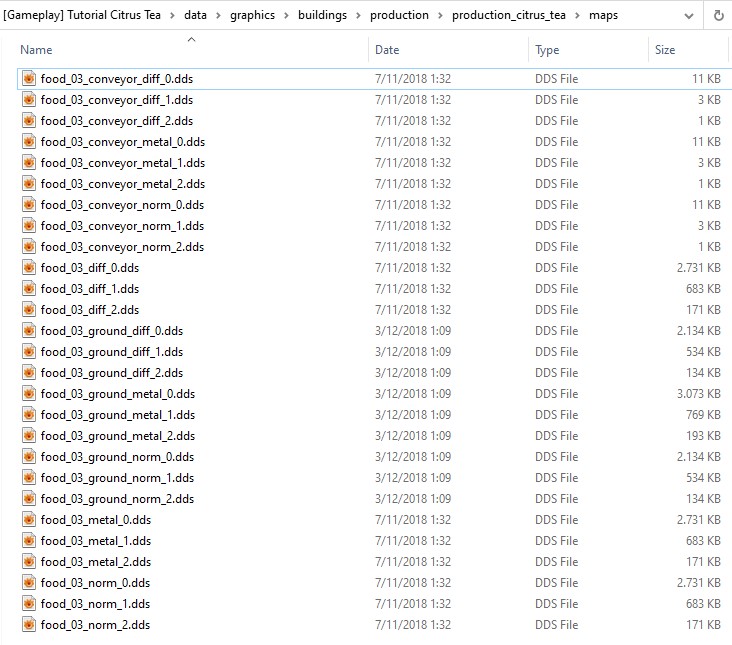 [Gameplay] Tutorial Citrus Tea > data > graphics > buildings > production > production_citrus_tea > maps
Name Date Type Size
food_03_conveyor_diff_0.dds 7/11/2018 1:32 DDS File 11 KB
food_03_conveyor_diff_1.dds 7/11/2018 1:32 DDS File 3 KB
food_03_conveyor_diff_2.dds 7/11/2018 1:32 DDS File 1 KB
food_03_conveyor_metal_0.dds 7/11/2018 1:32 DDS File 11 KB
food_03_conveyor_metal_1.dds 7/11/2018 1:32 DDS File 3 KB
food_03_conveyor_metal_2.dds 7/11/2018 1:32 DDS File 1 KB
food_03_conveyor_norm_0.dds 7/11/2018 1:32 DDS File 11 KB
food_03_conveyor_norm_1.dds 7/11/2018 1:32 DDS File 3 KB
food_03_conveyor_norm_2.dds 7/11/2018 1:32 DDS File 1 KB
food_03_diff_0.dds 7/11/2018 1:32 DDS File 2.731 KB
food_03_diff_1.dds 7/11/2018 1:32 DDS File 683 KB
food_03_diff_2.dds 7/11/2018 1:32 DDS File 171 KB
food_03_ground_diff_0.dds 3/12/2018 1:09 DDS File 2.134 KB
food_03_ground_diff_1.dds 3/12/2018 1:09 DDS File 534 KB
food_03_ground_diff_2.dds 3/12/2018 1:09 DDS File 134 KB
food_03_ground_metal_0.dds 3/12/2018 1:09 DDS File 3.073 KB
food_03_ground_metal_1.dds 3/12/2018 1:09 DDS File 769 KB
food_03_ground_metal_2.dds 3/12/2018 1:09 DDS File 193 KB
food_03_ground_norm_0.dds 3/12/2018 1:09 DDS File 2.134 KB
food_03_ground_norm_1.dds 3/12/2018 1:09 DDS File 534 KB
food_03_ground_norm_2.dds 3/12/2018 1:09 DDS File 134 KB
food_03_metal_0.dds 7/11/2018 1:32 DDS File 2.731 KB
food_03_metal_1.dds 7/11/2018 1:32 DDS File 683 KB
food_03_metal_2.dds 7/11/2018 1:32 DDS File 171 KB
food_03_norm_0.dds 7/11/2018 1:32 DDS File 2.731 KB
food_03_norm_1.dds 7/11/2018 1:32 DDS File 683 KB
food_03_norm_2.dds 7/11/2018 1:32 DDS File 171 KB